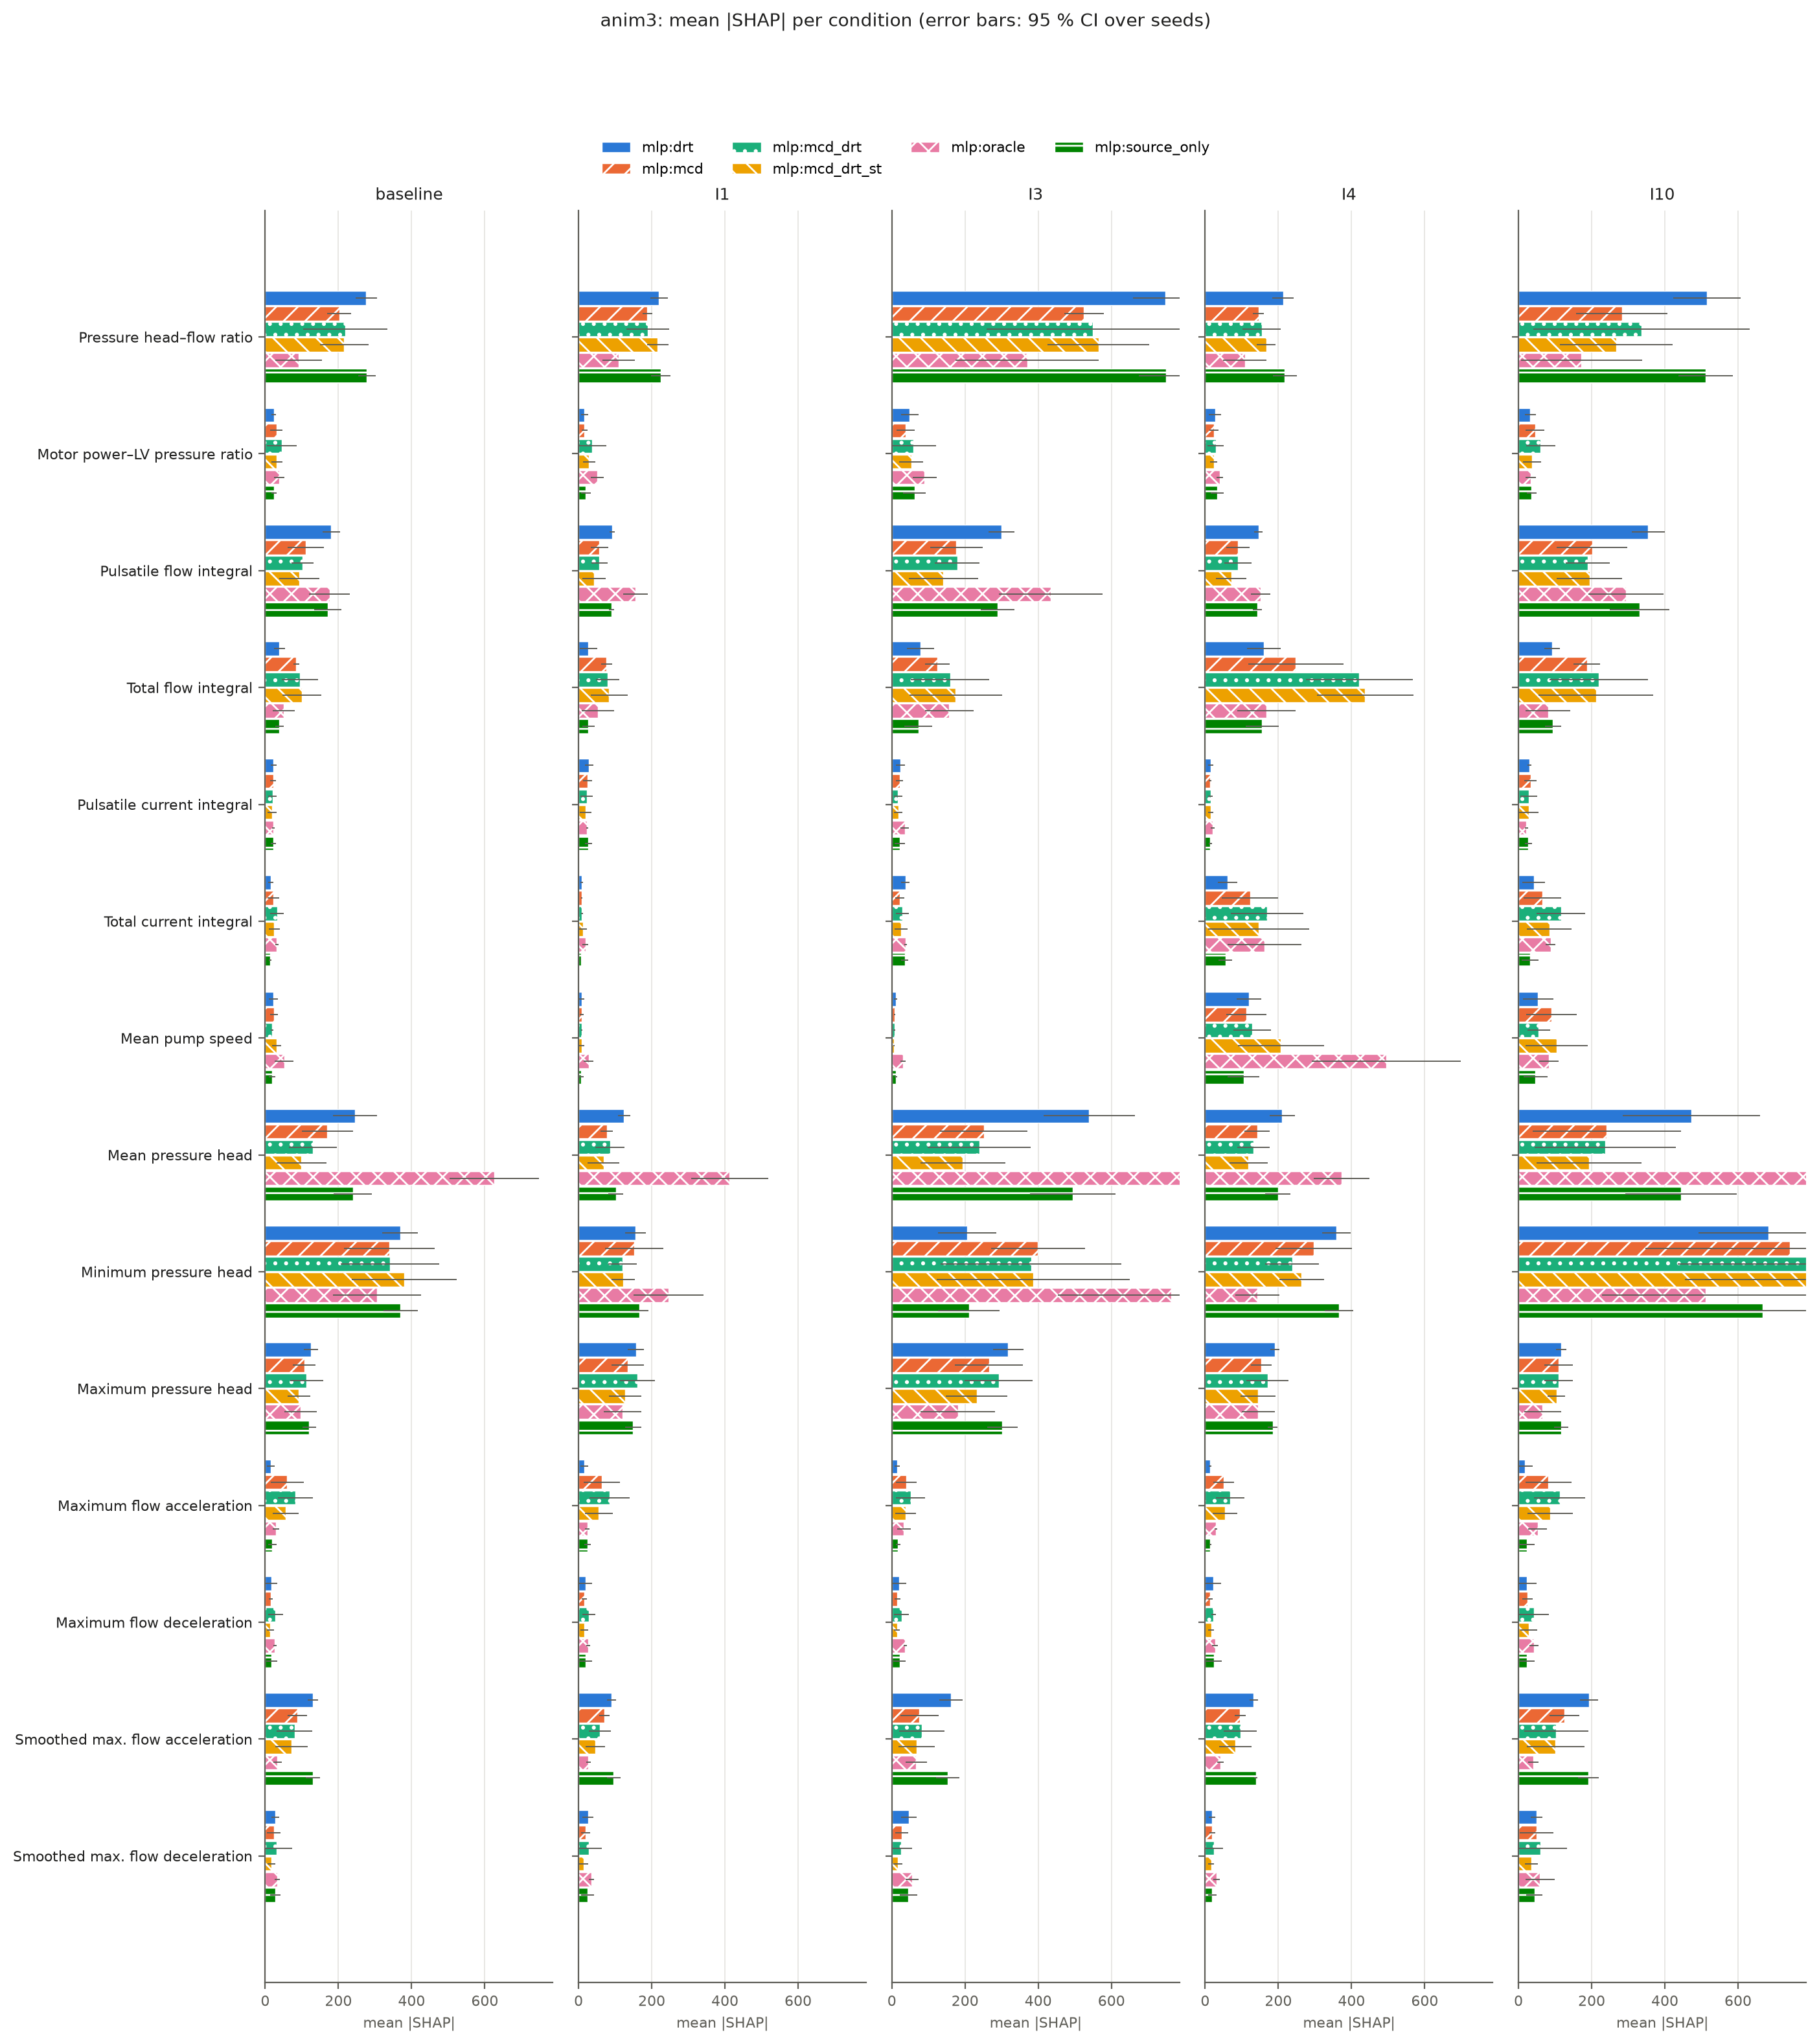 anim3: mean |SHAP| per condition (error bars: 95 % CI over seeds)
mlp:drt mlp:mcd_drt mlp:oracle mlp:source_only
mlp:mcd mlp:mcd_drt_st
baseline I1 I3 I4 I10
Pressure head–flow ratio
Motor power–LV pressure ratio
Pulsatile flow integral
Total flow integral
Pulsatile current integral
Total current integral
Mean pump speed
Mean pressure head
Minimum pressure head
Maximum pressure head
Maximum flow acceleration
Maximum flow deceleration
Smoothed max. flow acceleration
Smoothed max. flow deceleration
0 200 400 600 0 200 400 600 0 200 400 600 0 200 400 600 0 200 400 600
mean |SHAP| mean |SHAP| mean |SHAP| mean |SHAP| mean |SHAP|